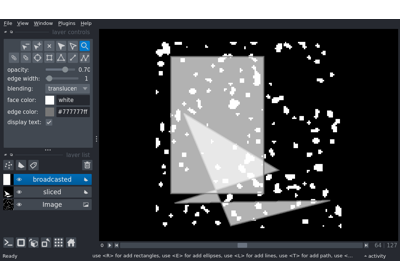 File View Window Plugins Help
layer controls
opacity: 0.70
edge width: 1
blending: translucen
face color: white
edge color: #777777ff
display text:
layer list
broadcasted
sliced
Image
64 127
Ready
use <R> for add rectangles, use <E> for add ellipses, use <L> for add lines, use <T> for add path, use <...
activity